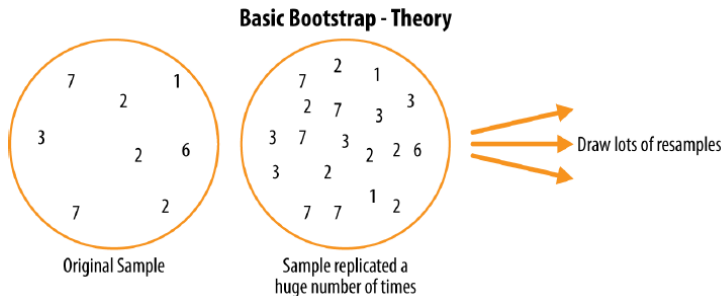 Basic Bootstrap - Theory
7 1
2
3
2 6
7 2
2
7 1
2 7 3
3
3 7 3
2 2 6
3 2
1
7 7 2
Draw lots of resamples
Original Sample
Sample replicated a
huge number of times